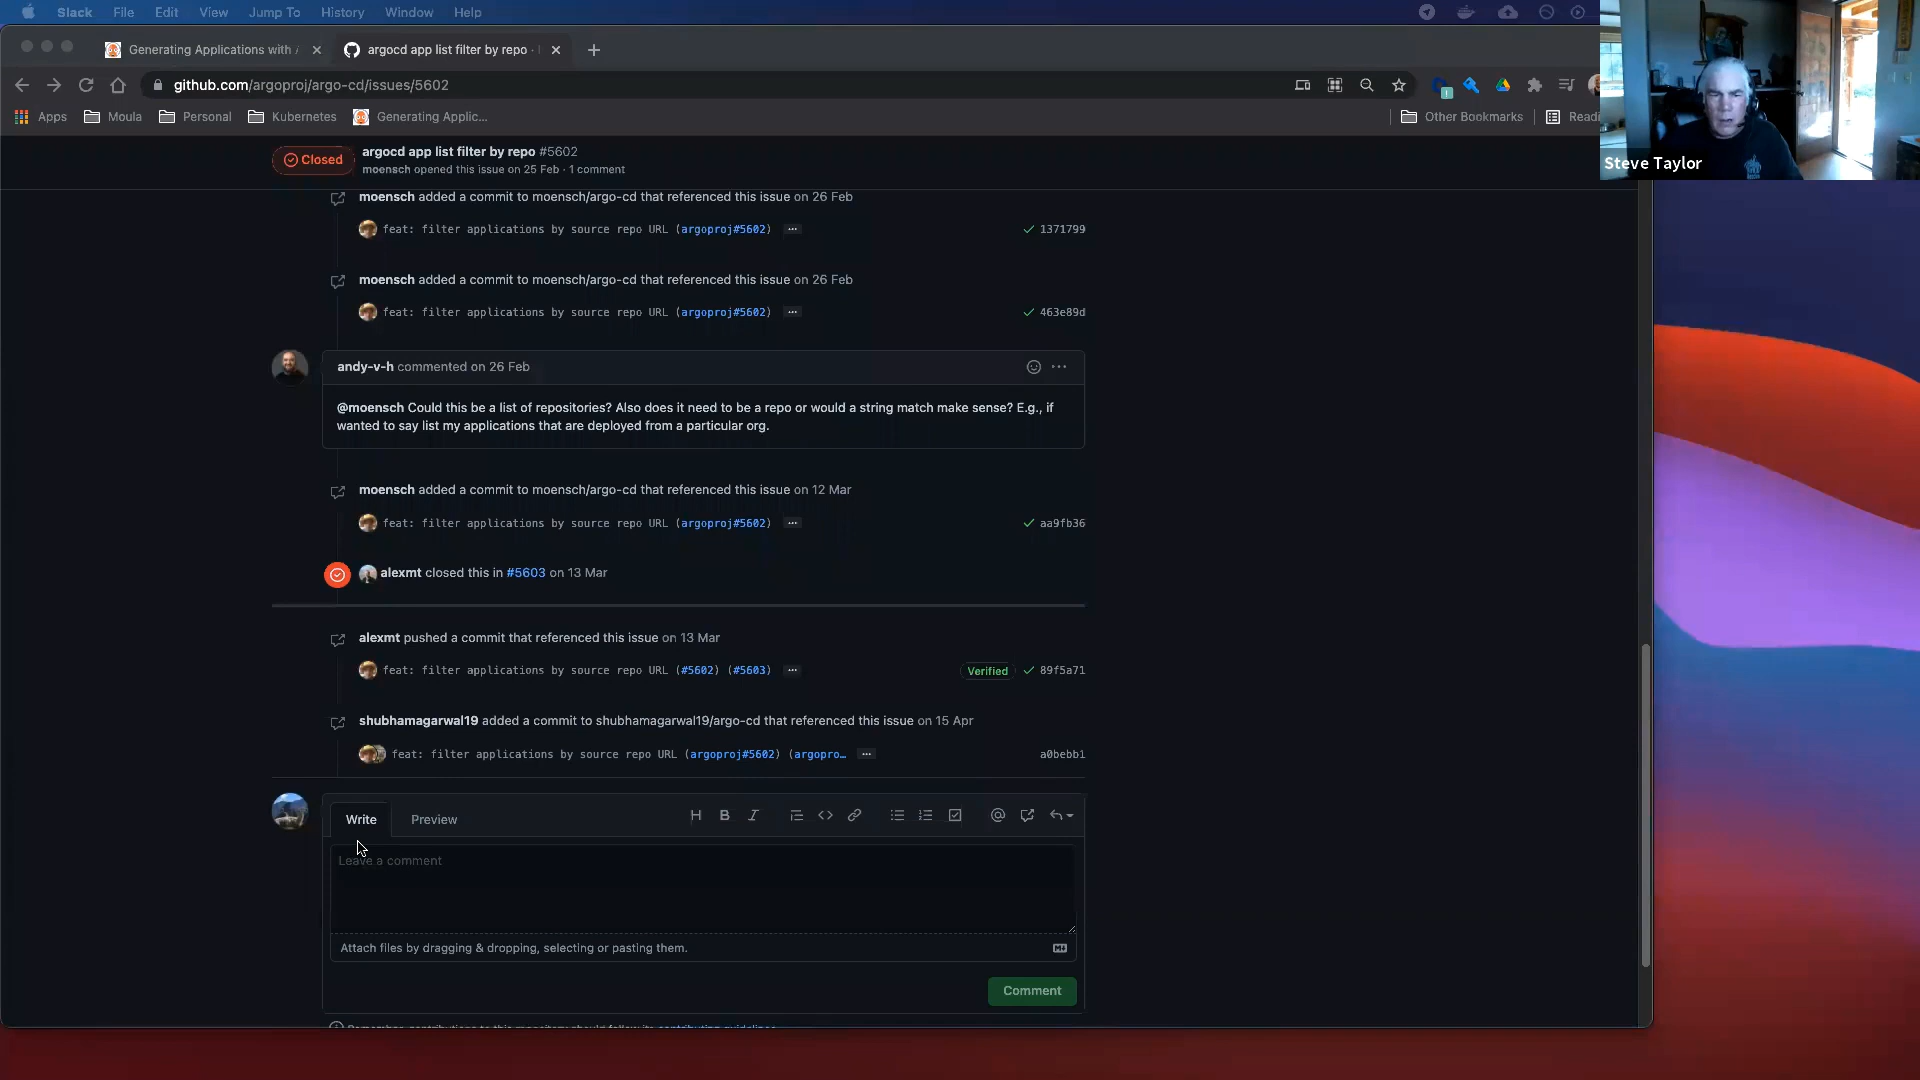 Slack File Edit View Jump To History Window Help
Generating Applications with
argocd app list filter by repo ·
github.com/argoproj/argo-cd/issues/5602
Apps Moula Personal Kubernetes Generating Applic... Other Bookmarks
Steve Taylor
Closed
argocd app list filter by repo #5602
moensch opened this issue on 25 Feb · 1 comment
moensch added a commit to moensch/argo-cd that referenced this issue on 26 Feb
feat: filter applications by source repo URL (argoproj#5602) ... 1371799
moensch added a commit to moensch/argo-cd that referenced this issue on 26 Feb
feat: filter applications by source repo URL (argoproj#5602) ... 463e89d
andy-v-h commented on 26 Feb
@moensch Could this be a list of repositories? Also does it need to be a repo or would a string match make sense? E.g., if
wanted to say list my applications that are deployed from a particular org.
moensch added a commit to moensch/argo-cd that referenced this issue on 12 Mar
feat: filter applications by source repo URL (argoproj#5602) ... aa9fb36
alexmt closed this in #5603 on 13 Mar
alexmt pushed a commit that referenced this issue on 13 Mar
feat: filter applications by source repo URL (#5602) (#5603) ... Verified 89f5a71
shubhamagarwal19 added a commit to shubhamagarwal19/argo-cd that referenced this issue on 15 Apr
feat: filter applications by source repo URL (argoproj#5602) (argopro… ... a0bebb1
Write Preview
Leave a comment
Attach files by dragging & dropping, selecting or pasting them.
Comment